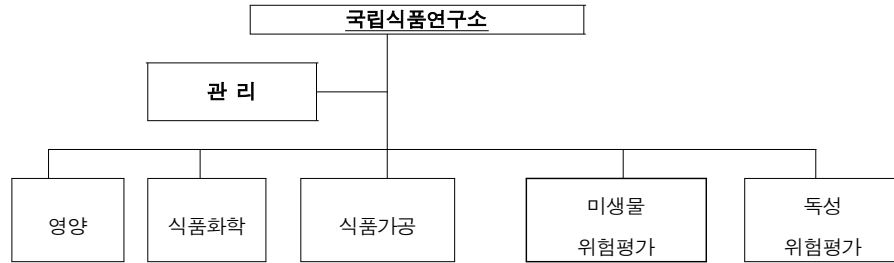 국립식품연구소
관 리
영양
식품화학
식품가공
미생물
위험평가
독성
위험평가